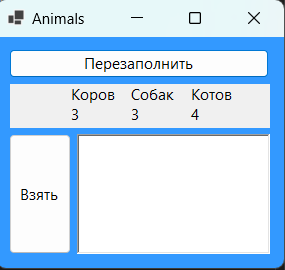 Animals
Перезаполнить
Коров Собак Котов
3 3 4
Взять